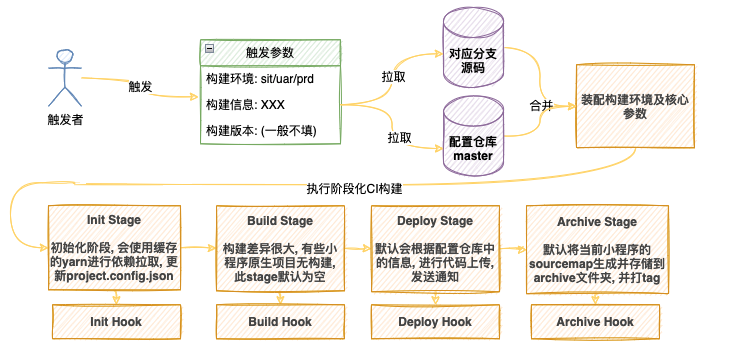 触发者
触发
触发参数
构建环境: sit/uar/prd
构建信息: XXX
构建版本: (一般不填)
拉取
拉取
对应分支
源码
配置仓库
master
合并
装配构建环境及核心
参数
执行阶段化CI构建
Init Stage
初始化阶段, 会使用缓存
的yarn进行依赖拉取, 更
新project.config.json
Init Hook
Build Stage
构建差异很大, 有些小
程序原生项目无构建,
此stage默认为空
Build Hook
Deploy Stage
默认会根据配置仓库中
的信息, 进行代码上传,
发送通知
Deploy Hook
Archive Stage
默认将当前小程序的
sourcemap生成并存储到
archive文件夹, 并打tag
Archive Hook